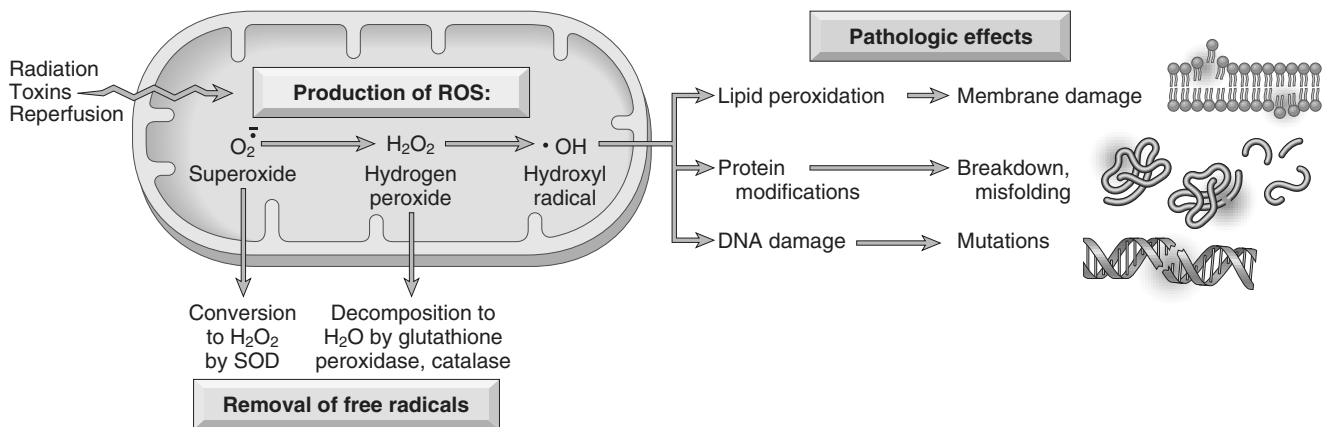 Pathologic effects
Radiation
Toxins
Reperfusion
Production of ROS:
O₂•̄
Superoxide
H₂O₂
Hydrogen
peroxide
• OH
Hydroxyl
radical
Lipid peroxidation
Membrane damage
Protein
modifications
Breakdown,
misfolding
DNA damage
Mutations
Conversion
to H₂O₂
by SOD
Decomposition to
H₂O by glutathione
peroxidase, catalase
Removal of free radicals